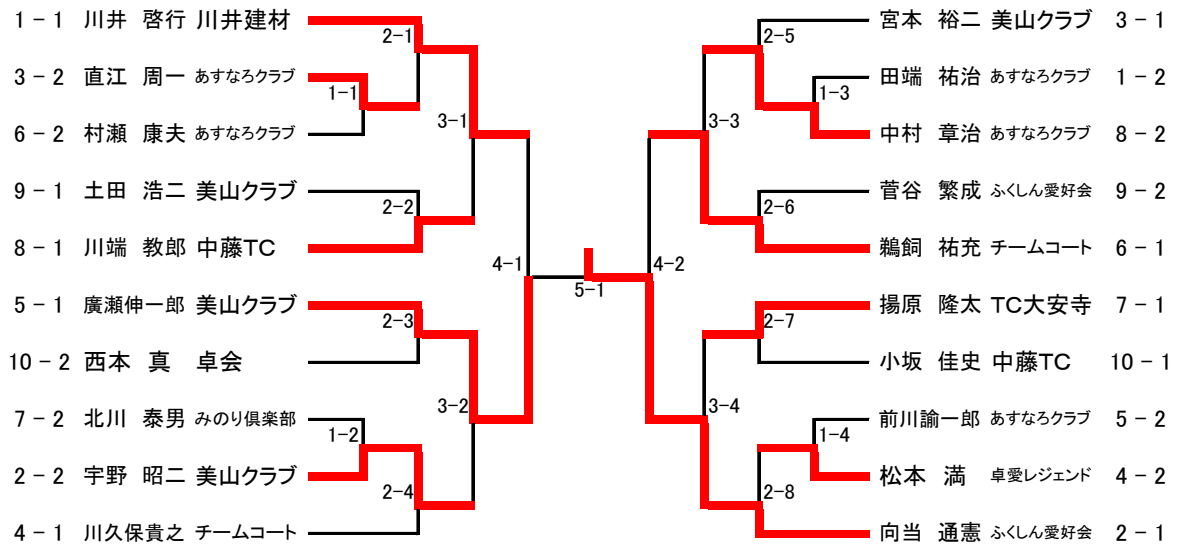 1－1 川井 啓行 川井建材
3－2 直江 周一 あすなろクラブ
6－2 村瀬 康夫 あすなろクラブ
9－1 土田 浩二 美山クラブ
8－1 川端 教郎 中藤TC
5－1 廣瀬伸一郎 美山クラブ
10－2 西本 真 卓会
7－2 北川 泰男 みのり倶楽部
2－2 宇野 昭二 美山クラブ
4－1 川久保貴之 チームコート
2-1
1-1
3-1
2-2
4-1
2-3
3-2
1-2
2-4
5-1
2-5
1-3
3-3
2-6
4-2
2-7
3-4
1-4
2-8
宮本 裕二 美山クラブ 3－1
田端 祐治 あすなろクラブ 1－2
中村 章治 あすなろクラブ 8－2
菅谷 繁成 ふくしん愛好会 9－2
鵜飼 祐充 チームコート 6－1
揚原 隆太 TC大安寺 7－1
小坂 佳史 中藤TC 10－1
前川諭一郎 あすなろクラブ 5－2
松本 満 卓愛レジェンド 4－2
向当 通憲 ふくしん愛好会 2－1